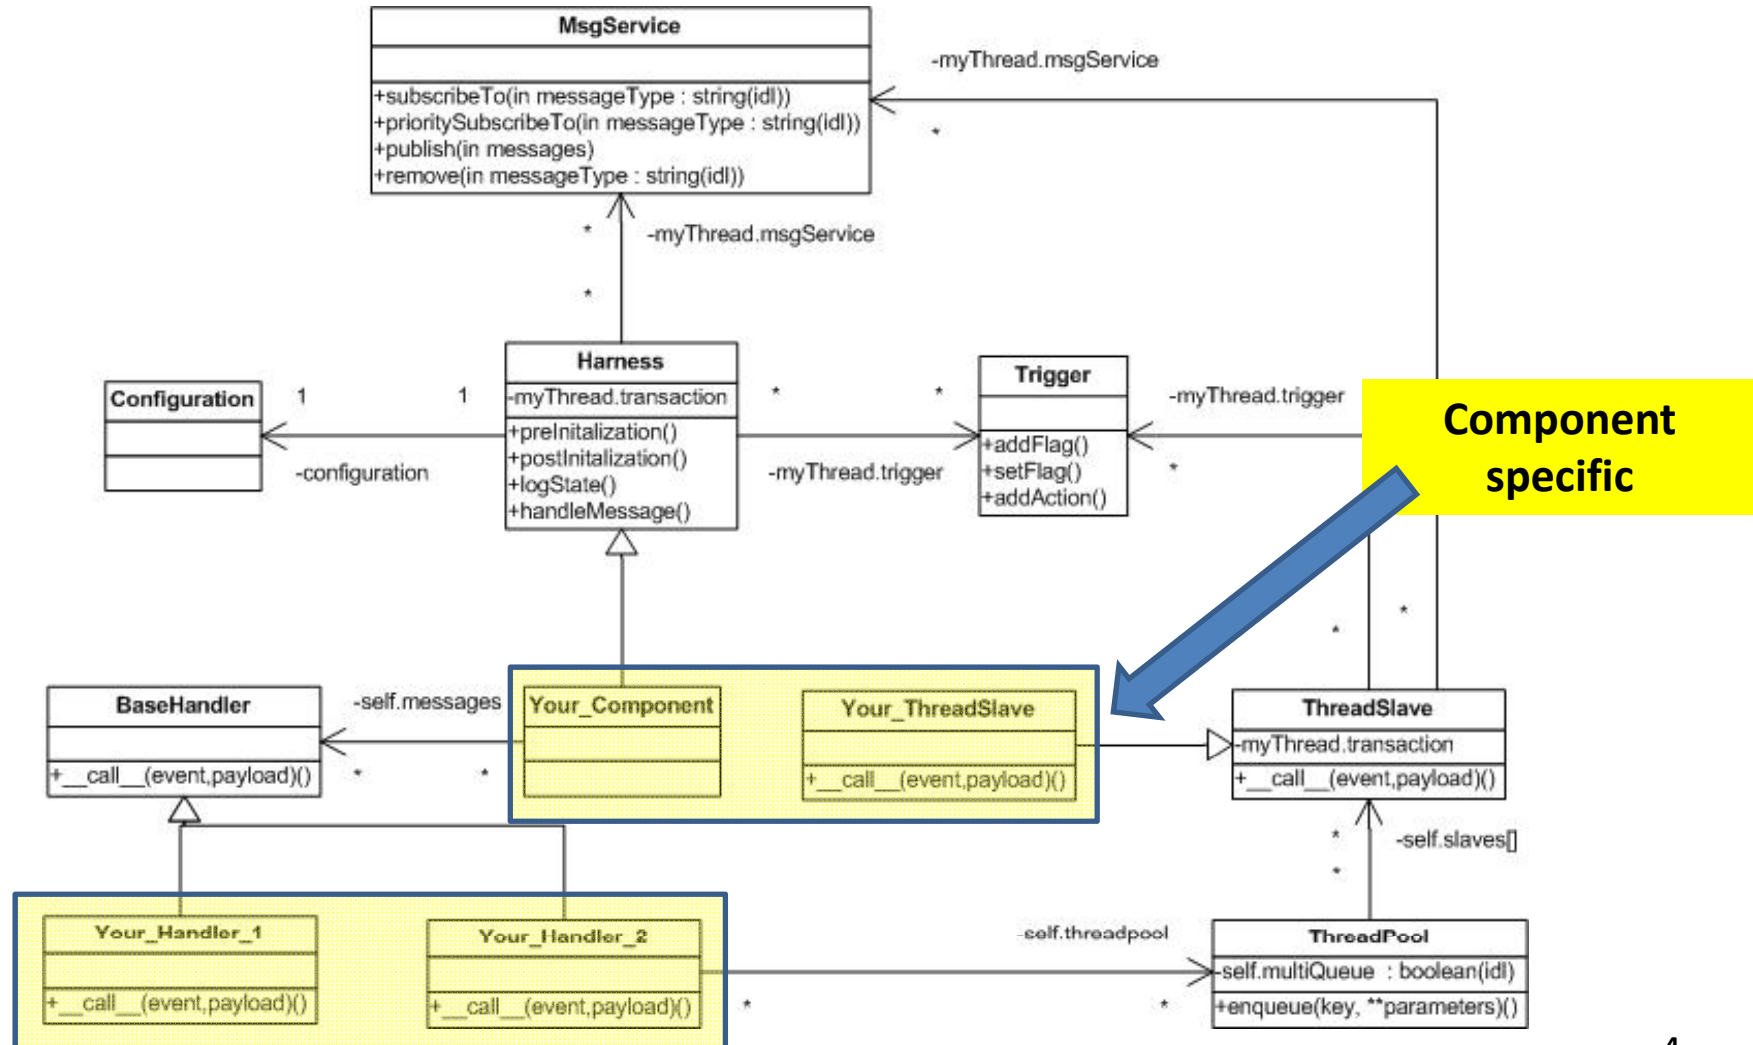 MsgService
+subscribeTo(in messageType : string(idl))
+prioritySubscribeTo(in messageType : string(idl))
+publish(in messages)
+remove(in messageType : string(idl))
-myThread.msgService
*
*
-myThread.msgService
*
Harness
-myThread.transaction
+preInitalization()
+postInitalization()
+logState()
+handleMessage()
Configuration
1
1
-configuration
*
*
-myThread.trigger
Trigger
+addFlag()
+setFlag()
+addAction()
-myThread.trigger
*
Component
specific
*
*
BaseHandler
+__call__(event,payload)()
-self.messages
*
*
Your_Component
Your_ThreadSlave
+__call__(event,payload)()
ThreadSlave
-myThread.transaction
+__call__(event,payload)()
*
-self.slaves[]
*
Your_Handler_1
+__call__(event,payload)()
Your_Handler_2
+__call__(event,payload)()
-self.threadpool
*
*
ThreadPool
-self.multiQueue : boolean(idl)
+enqueue(key, **parameters)()